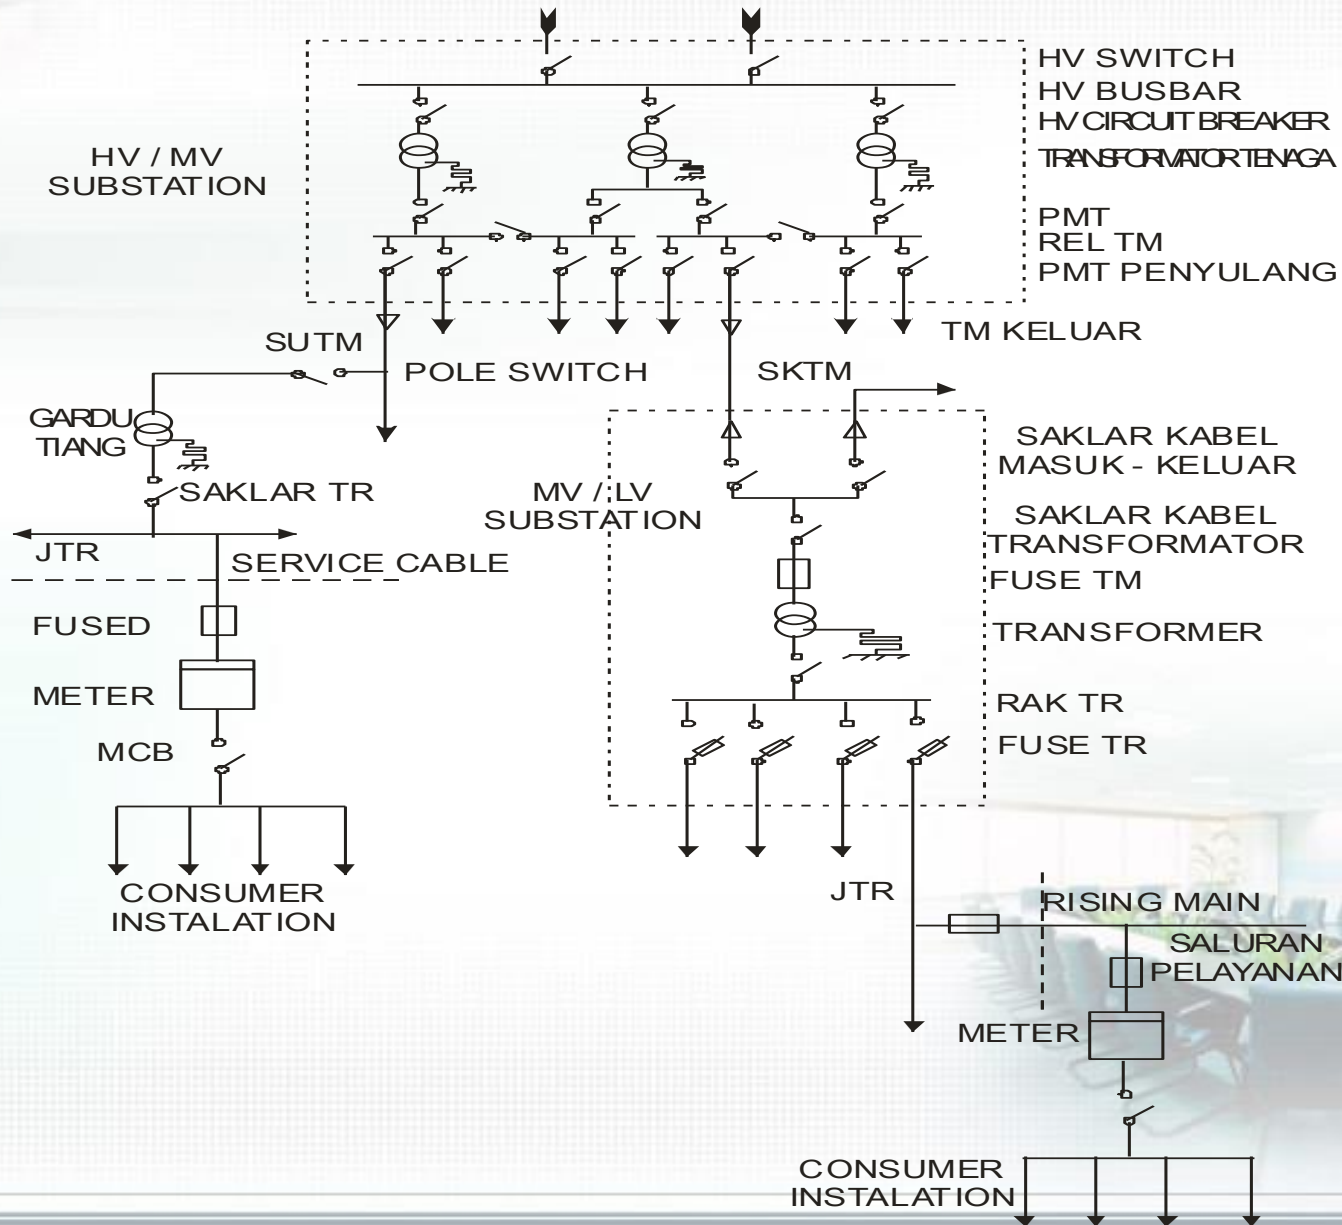 HV SWITCH
HV BUSBAR
HV CIRCUIT BREAKER
TRANSFORMATOR TENAGA
HV / MV
SUBSTATION
PMT
REL TM
PMT PENYULANG
TM KELUAR
SUTM
POLE SWITCH
SKTM
GARDU
TIANG
SAKLAR KABEL
MASUK - KELUAR
SAKLAR TR
MV / LV
SUBSTATION
SAKLAR KABEL
TRANSFORMATOR
JTR
SERVICE CABLE
FUSE TM
FUSED
TRANSFORMER
METER
RAK TR
MCB
FUSE TR
CONSUMER
INSTALATION
JTR
RISING MAIN
SALURAN
PELAYANAN
METER
CONSUMER
INSTALATION